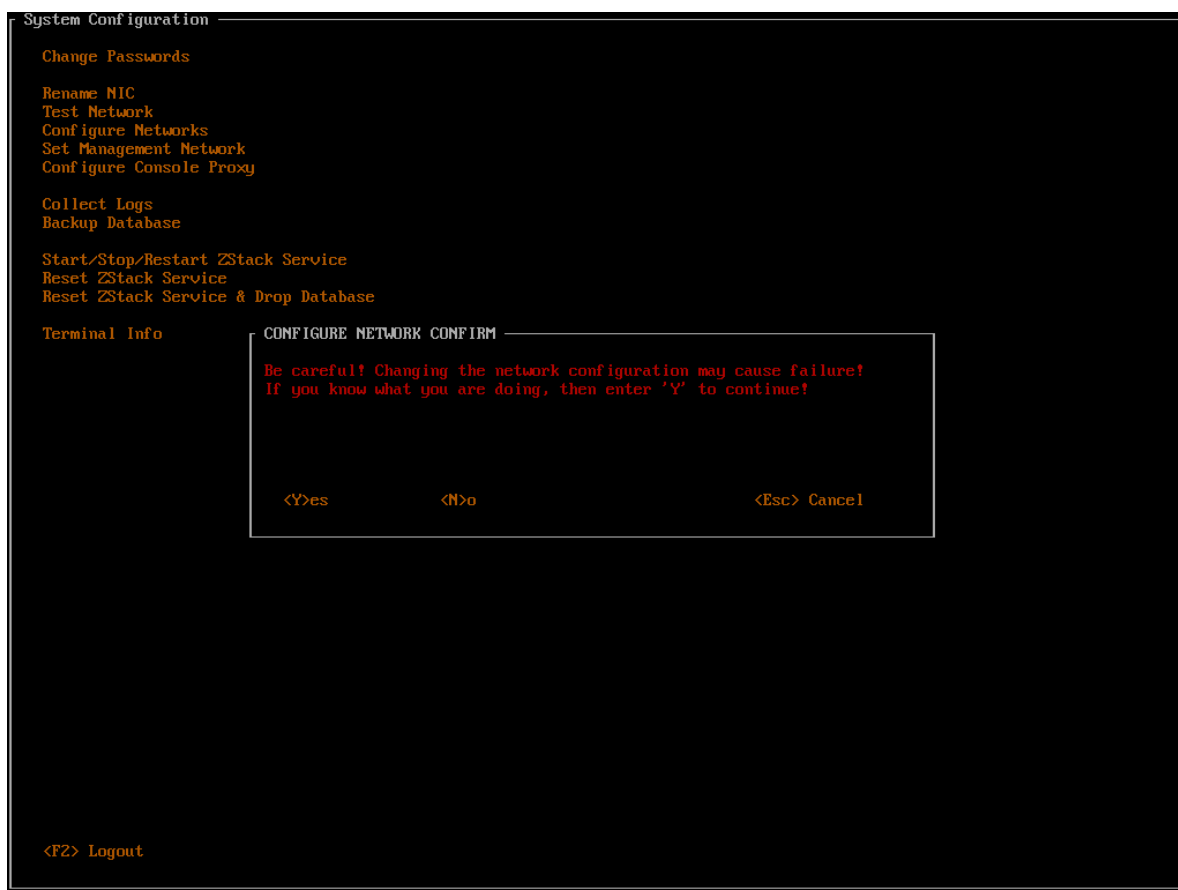 System Configuration
Change Passwords
Rename NIC
Test Network
Configure Networks
Set Management Network
Configure Console Proxy
Collect Logs
Backup Database
Start/Stop/Restart ZStack Service
Reset ZStack Service
Reset ZStack Service & Drop Database
Terminal Info
CONFIGURE NETWORK CONFIRM
Be careful! Changing the network configuration may cause failure!
If you know what you are doing, then enter 'Y' to continue!
<Y>es <N>o <Esc> Cancel
<F2> Logout